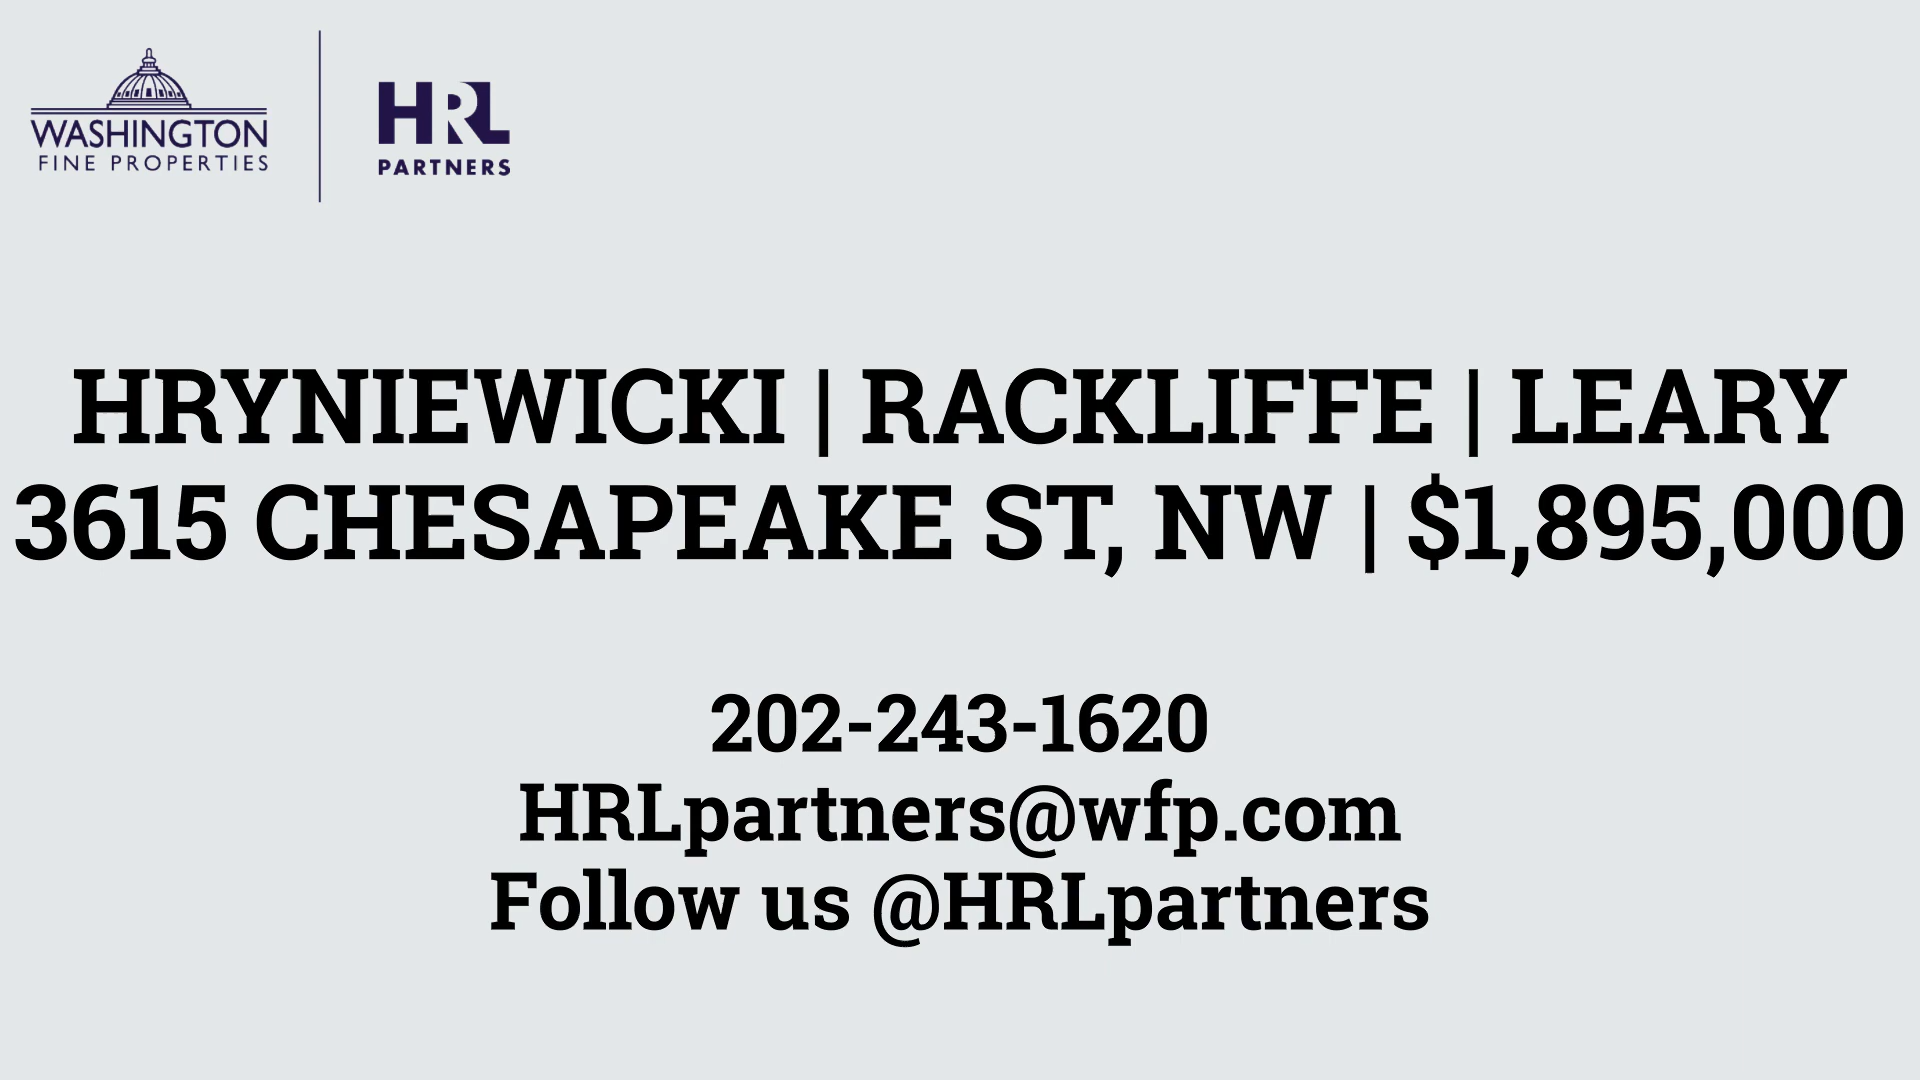 WASHINGTON
FINE PROPERTIES
HRL
PARTNERS
HRYNIEWICKI | RACKLIFFE | LEARY
3615 CHESAPEAKE ST, NW | $1,895,000
202-243-1620
HRLpartners@wfp.com
Follow us @HRLpartners